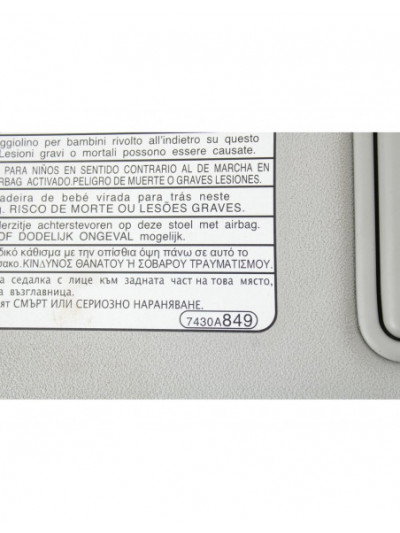 ggiolino per bambini rivolto all'indietro su questo
Lesioni gravi o mortali possono essere causate.
PARA NIÑOS EN SENTIDO CONTRARIO AL DE MARCHA EN
RBAG ACTIVADO.PELIGRO DE MUERTE O GRAVES LESIONES.
adeira de bebé virada para trás neste
g. RISCO DE MORTE OU LESÕES GRAVES.
derzitje achterstevoren op deze stoel met airbag.
OF DODELIJK ONGEVAL mogelijk.
δικό κάθισμα με την οπίσθια όψη πάνω σε αυτό το
σακο.ΚΙΝΔΥΝΟΣ ΘΑΝΑΤΟΥ Ή ΣΟΒΑΡΟΥ ΤΡΑΥΜΑΤΙΣΜΟΥ.
а седалка с лице към задната част на това място,
а възглавница.
ят СМЪРТ ИЛИ СЕРИОЗНО НАРАНЯВАНЕ.
7430A849